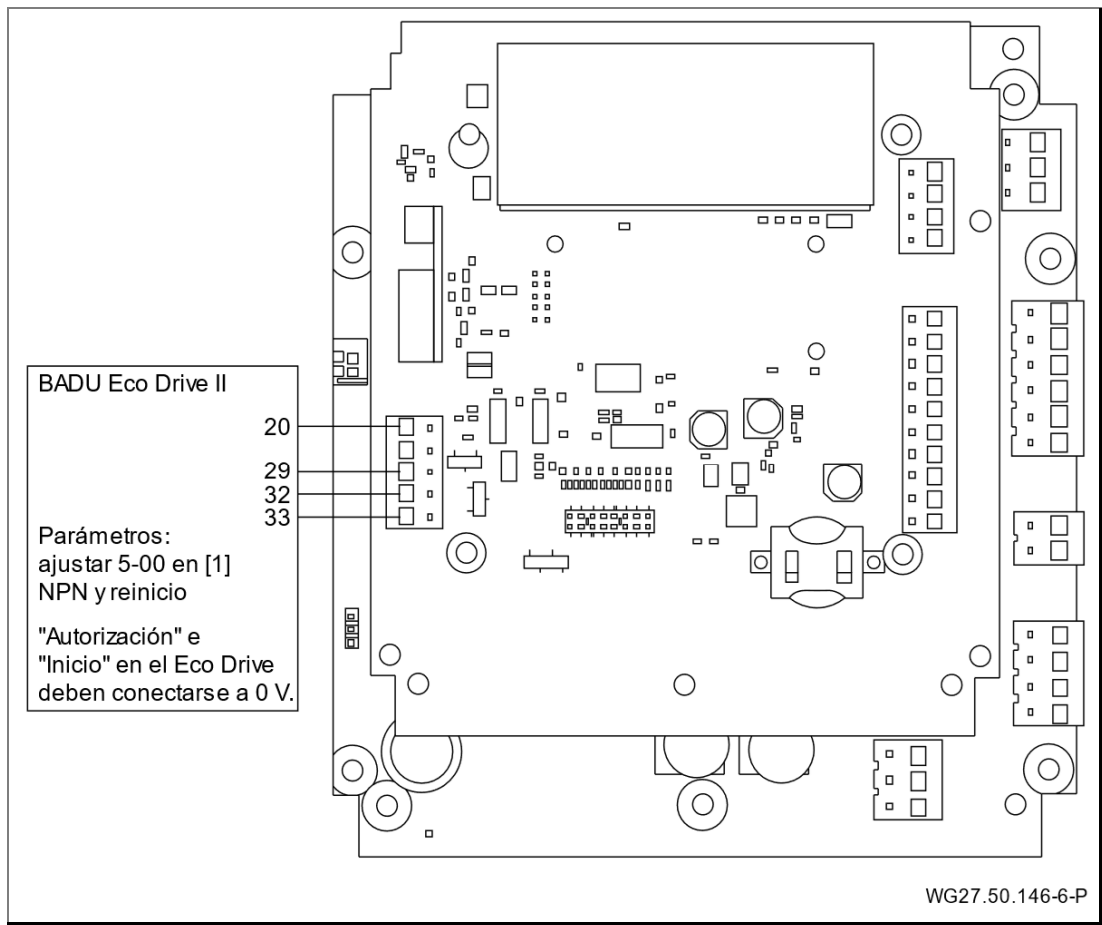 BADU Eco Drive II
20
29
32
33
Parámetros:
ajustar 5-00 en [1]
NPN y reinicio
"Autorización" e
"Inicio" en el Eco Drive
deben conectarse a 0 V.
WG27.50.146-6-P